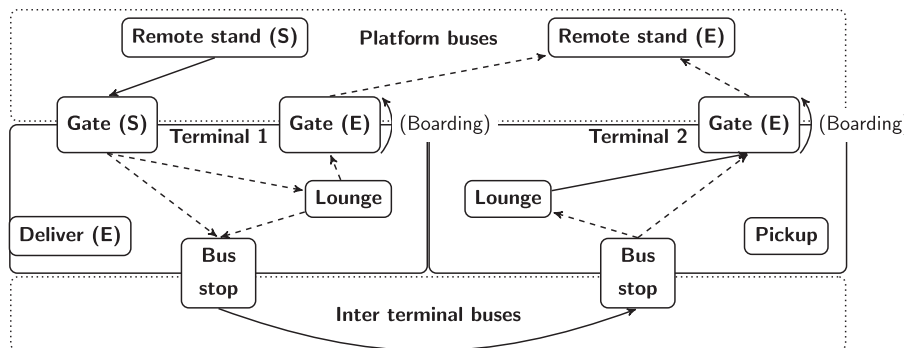 Remote stand (S)
Platform buses
Remote stand (E)
Gate (S)
Terminal 1
Gate (E)
(Boarding)
Terminal 2
Gate (E)
(Boarding
Lounge
Lounge
Deliver (E)
Bus
stop
Bus
stop
Pickup
Inter terminal buses